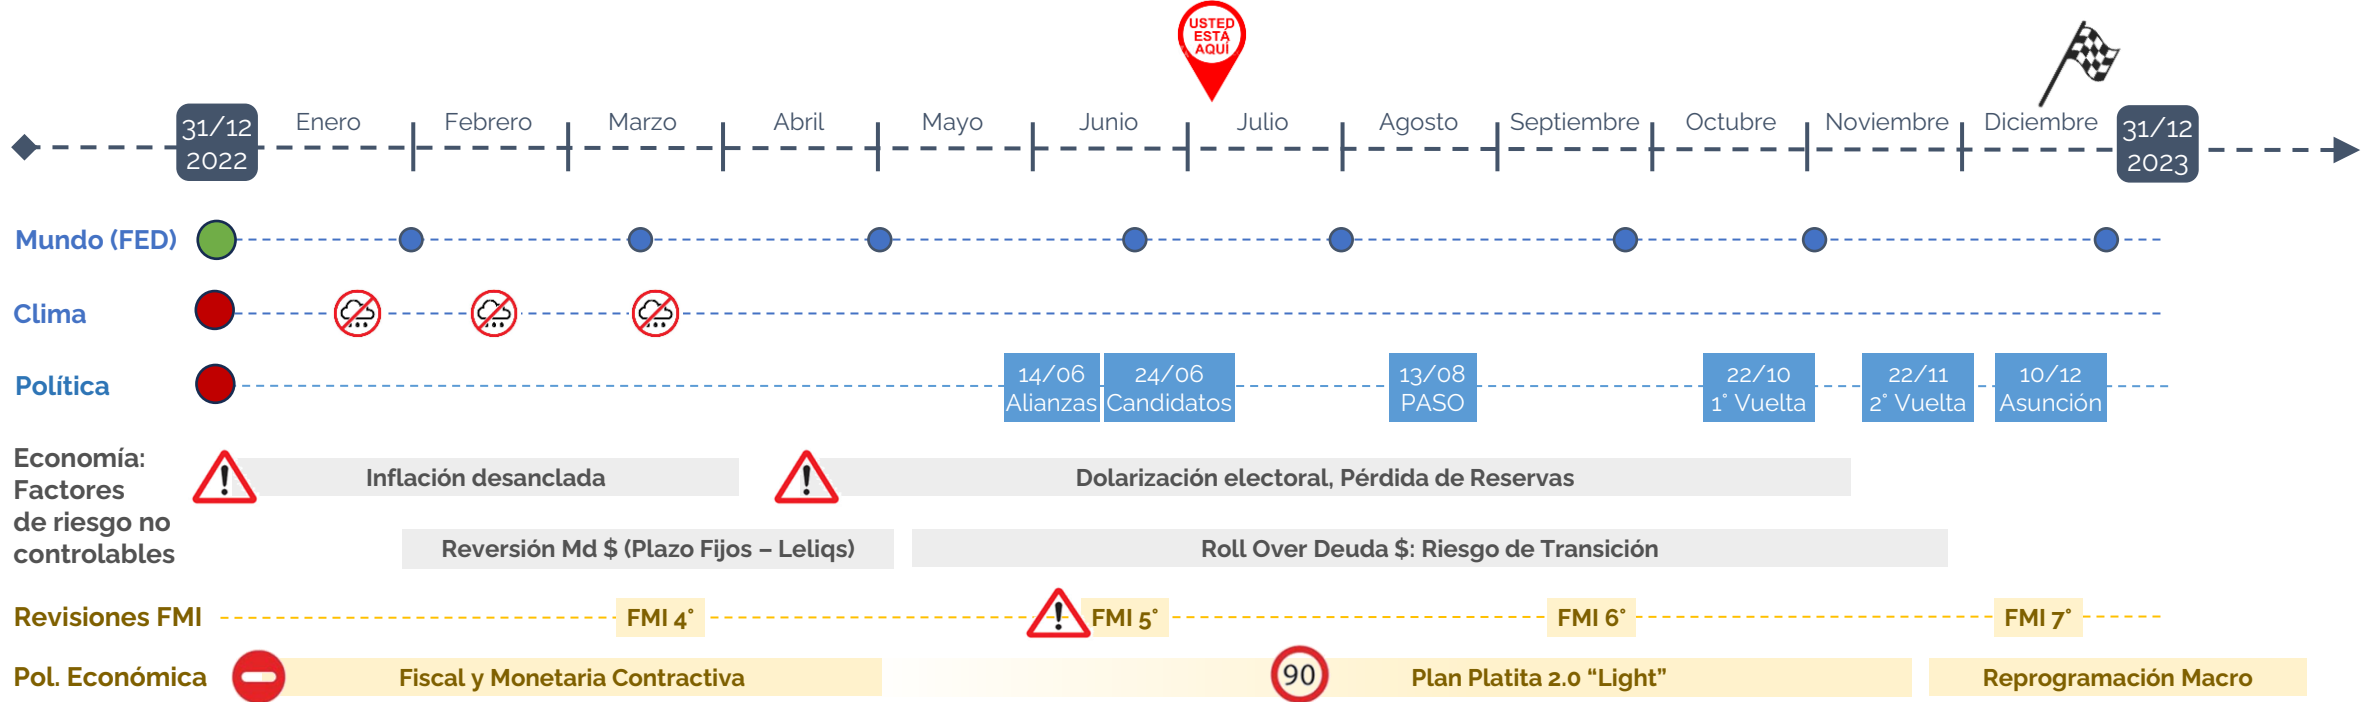 USTED
ESTÁ
AQUÍ
31/12
2022
Enero
Febrero
Marzo
Abril
Mayo
Junio
Julio
Agosto
Septiembre
Octubre
Noviembre
Diciembre
31/12
2023
Mundo (FED)
Clima
Política
14/06
Alianzas
24/06
Candidatos
13/08
PASO
22/10
1° Vuelta
22/11
2° Vuelta
10/12
Asunción
Economía:
Factores
de riesgo no
controlables
Inflación desanclada
Dolarización electoral, Pérdida de Reservas
Reversión Md $ (Plazo Fijos – Leliqs)
Roll Over Deuda $: Riesgo de Transición
Revisiones FMI
FMI 4°
FMI 5°
FMI 6°
FMI 7°
Pol. Económica
Fiscal y Monetaria Contractiva
90
Plan Platita 2.0 “Light”
Reprogramación Macro